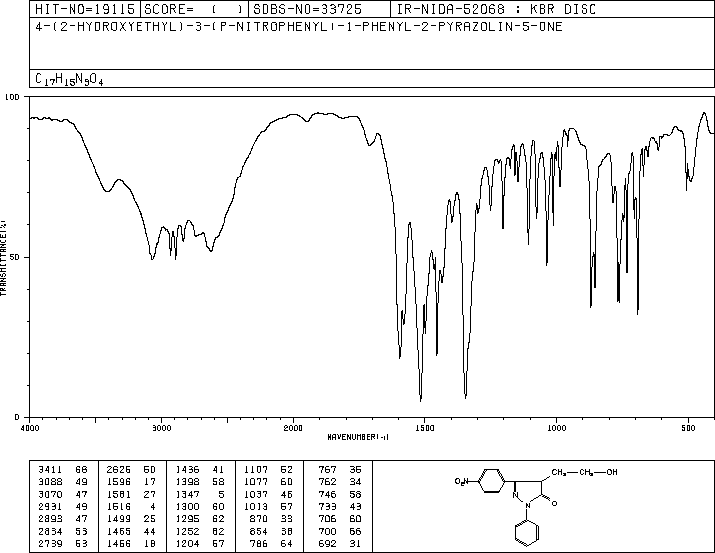 HIT-NO=19115 SCORE= ( ) SDBS-NO=33725 IR-NIDA-52068 : KBR DISC
4-(2-HYDROXYETHYL)-3-(P-NITROPHENYL)-1-PHENYL-2-PYRAZOLIN-5-ONE
C17H15N3O4
100
TRANSMITTANCE(%)
50
0
4000 3000 2000 1500 1000 500
WAVENUMBER(-1)
3411 68 2626 50 1436 41 1107 52 767 35
3088 49 1596 17 1398 58 1077 60 762 34
3070 47 1581 27 1347 5 1037 46 746 58
2931 49 1516 4 1300 60 1013 57 733 43
2893 47 1499 25 1295 62 870 33 706 60
2834 53 1465 44 1252 62 854 38 700 56
2739 53 1456 18 1204 57 786 64 692 31
O2N CH2 CH2 OH
N
N O